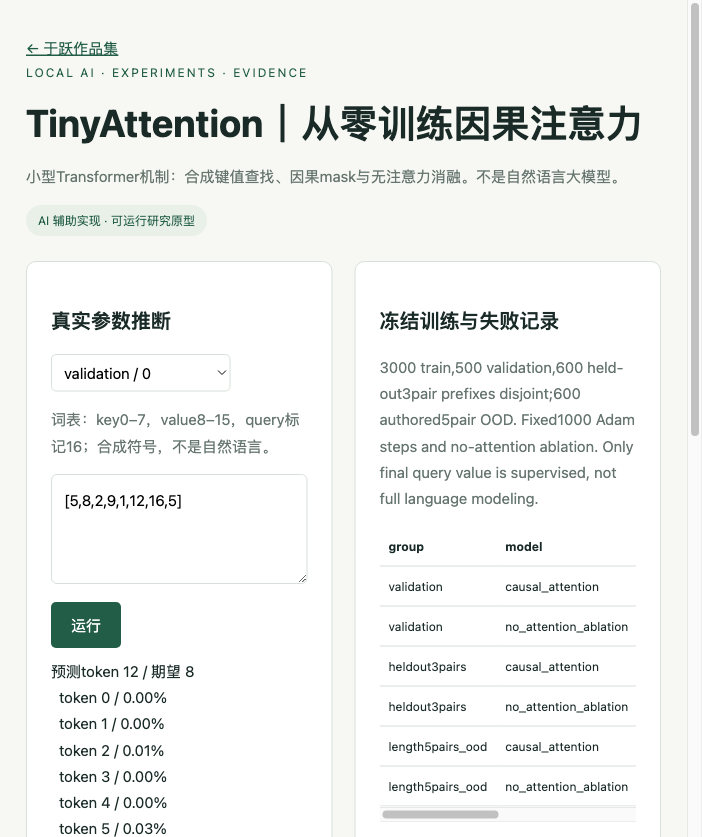 ← 于跃作品集
LOCAL AI · EXPERIMENTS · EVIDENCE
TinyAttention｜从零训练因果注意力
小型Transformer机制：合成键值查找、因果mask与无注意力消融。不是自然语言大模型。
AI 辅助实现 · 可运行研究原型
真实参数推断
validation / 0
词表：key0–7，value8–15，query标
记16；合成符号，不是自然语言。
[5,8,2,9,1,12,16,5]
运行
预测token 12 / 期望 8
token 0 / 0.00%
token 1 / 0.00%
token 2 / 0.01%
token 3 / 0.00%
token 4 / 0.00%
token 5 / 0.03%
冻结训练与失败记录
3000 train,500 validation,600 held-
out3pair prefixes disjoint;600
authored5pair OOD. Fixed1000 Adam
steps and no-attention ablation. Only
final query value is supervised, not
full language modeling.
group model
validation causal_attention
validation no_attention_ablation
heldout3pairs causal_attention
heldout3pairs no_attention_ablation
length5pairs_ood causal_attention
length5pairs_ood no_attention_ablation